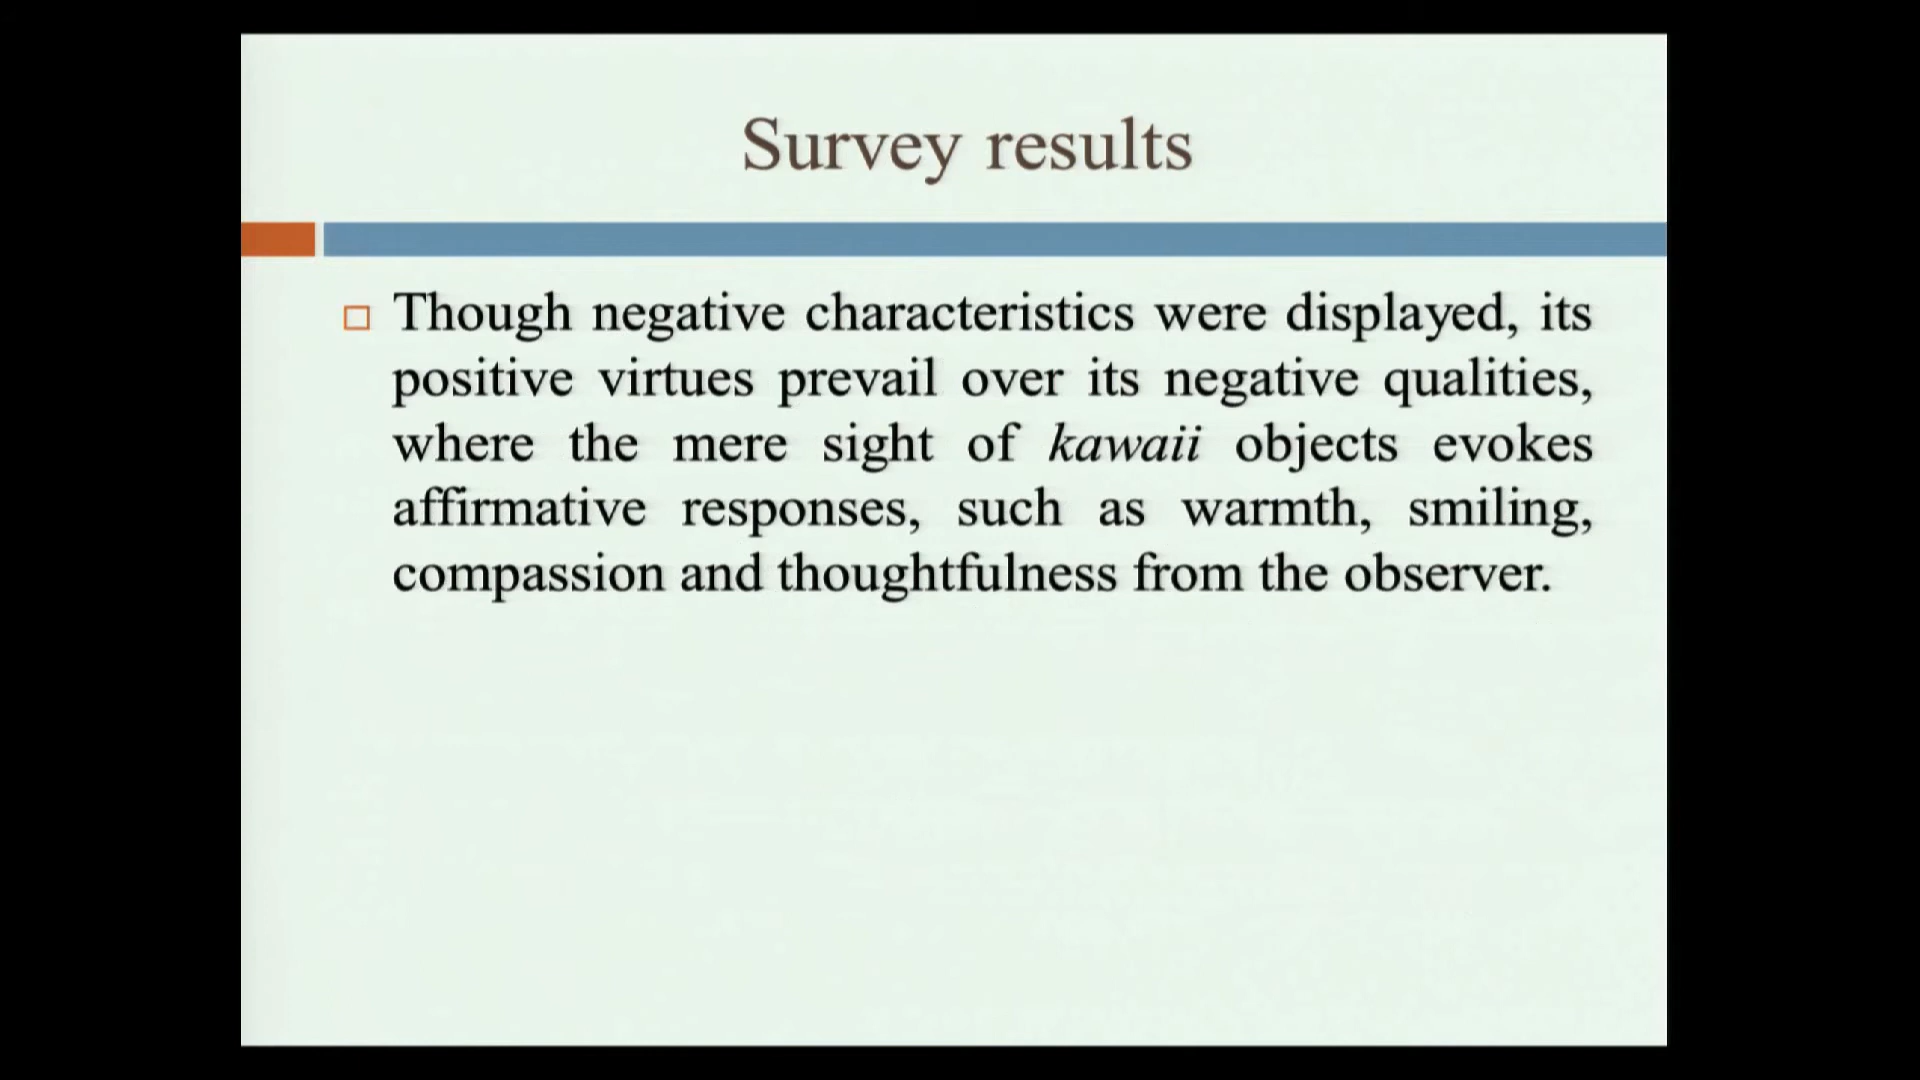 Survey results
Though negative characteristics were displayed, its
positive virtues prevail over its negative qualities,
where the mere sight of kawaii objects evokes
affirmative responses, such as warmth, smiling,
compassion and thoughtfulness from the observer.